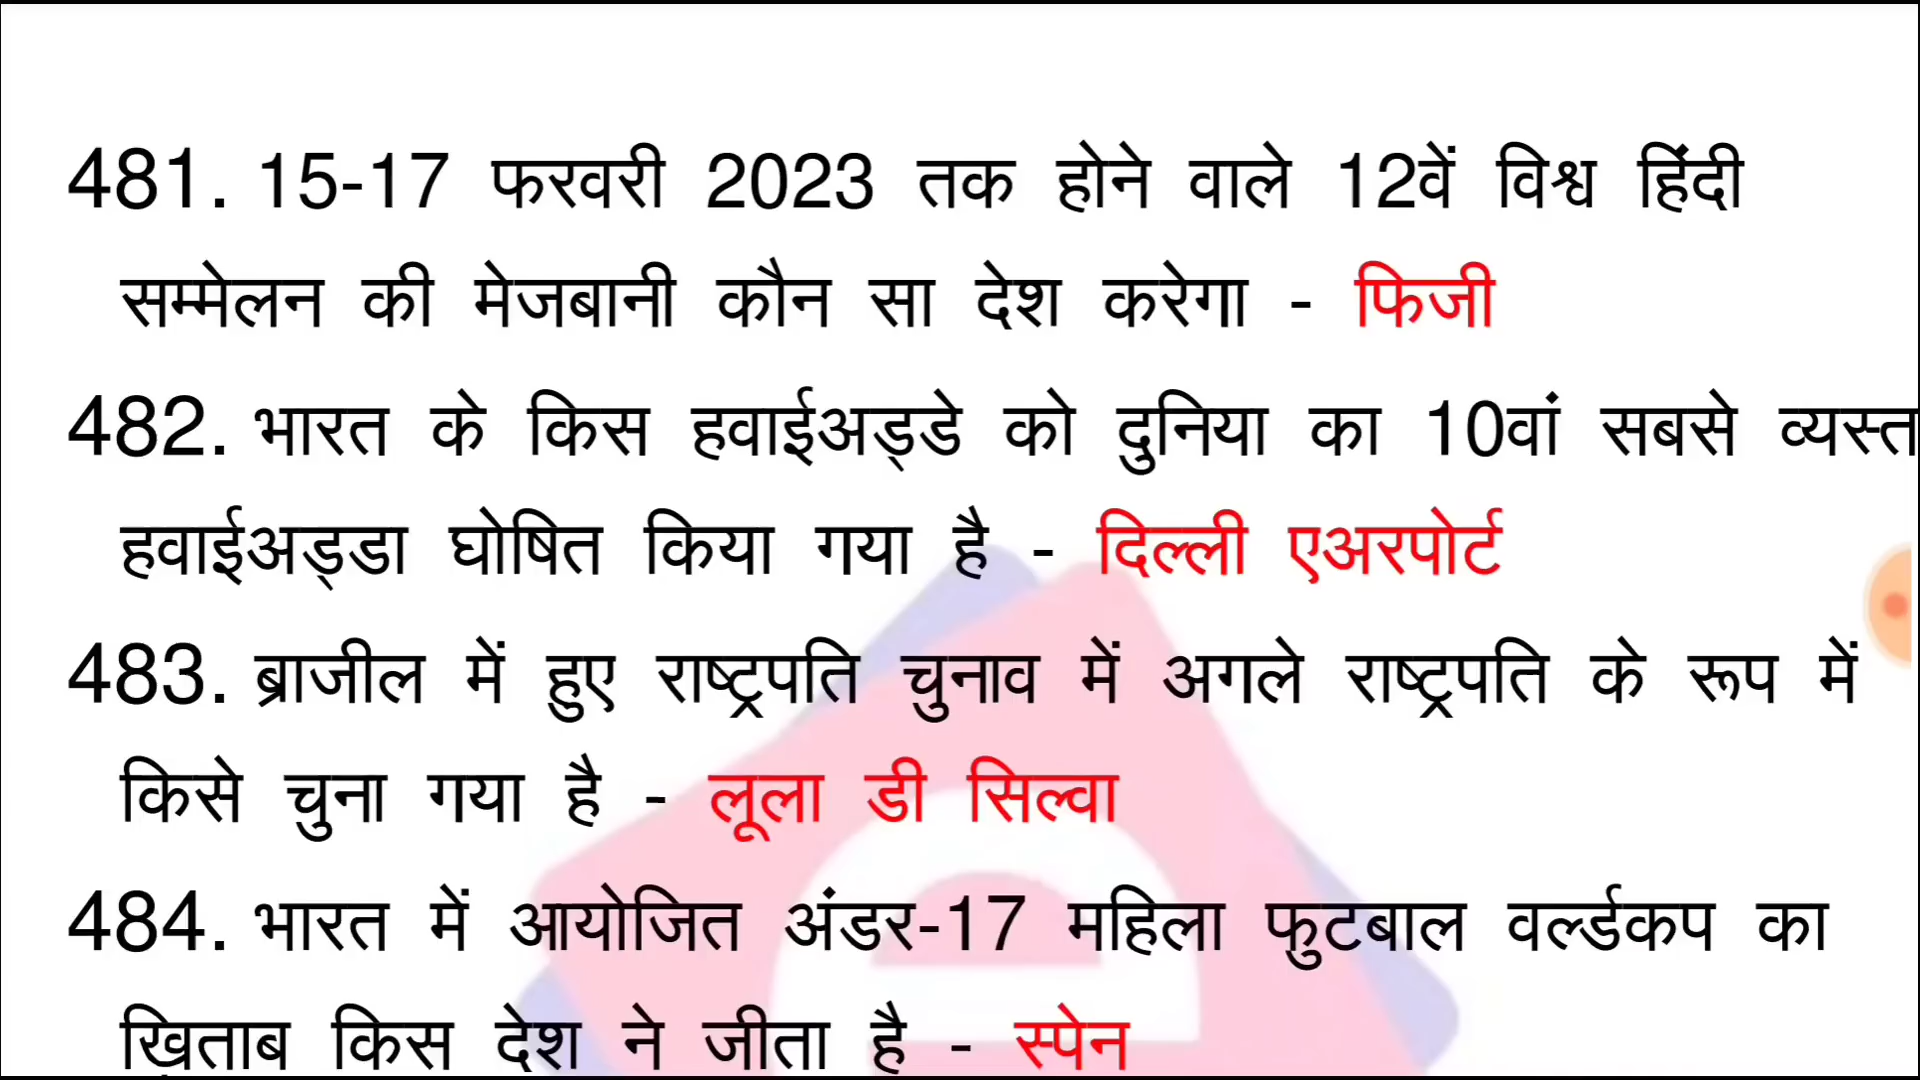 481. 15-17 फरवरी 2023 तक होने वाले 12वें विश्व हिंदी
सम्मेलन की मेजबानी कौन सा देश करेगा - फिजी
482. भारत के किस हवाईअड्डे को दुनिया का 10वां सबसे व्यस्त
हवाईअड्डा घोषित किया गया है - दिल्ली एअरपोर्ट
483. ब्राजील में हुए राष्ट्रपति चुनाव में अगले राष्ट्रपति के रूप में
किसे चुना गया है - लूला डी सिल्वा
484. भारत में आयोजित अंडर-17 महिला फुटबाल वर्ल्डकप का
खिताब किस देश ने जीता है - स्पेन